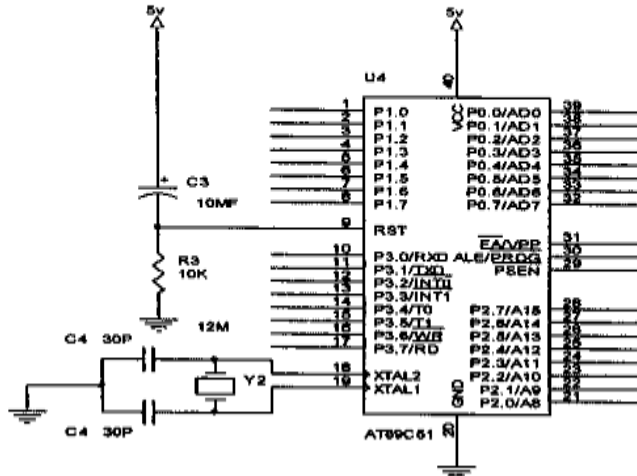 5v
5v
U4
40
VCC
1 P1.0
2 P1.1
3 P1.2
4 P1.3
5 P1.4
6 P1.5
7 P1.6
8 P1.7
P0.0/AD0 39
P0.1/AD1 38
P0.2/AD2 37
P0.3/AD3 36
P0.4/AD4 35
P0.5/AD5 34
P0.6/AD6 33
P0.7/AD7 32
+
C3
10MF
9 RST
R3
10K
EA/VPP 31
ALE/PROG 30
PSEN 29
10 P3.0/RXD
11 P3.1/TXD
12 P3.2/INT0
13 P3.3/INT1
14 P3.4/T0
15 P3.5/T1
16 P3.6/WR
17 P3.7/RD
P2.7/A15 28
P2.6/A14 27
P2.5/A13 26
P2.4/A12 25
P2.3/A11 24
P2.2/A10 23
P2.1/A9 22
P2.0/A8 21
12M
C4 30P
Y2
18 XTAL2
19 XTAL1
C4 30P
GND
20
AT89C51